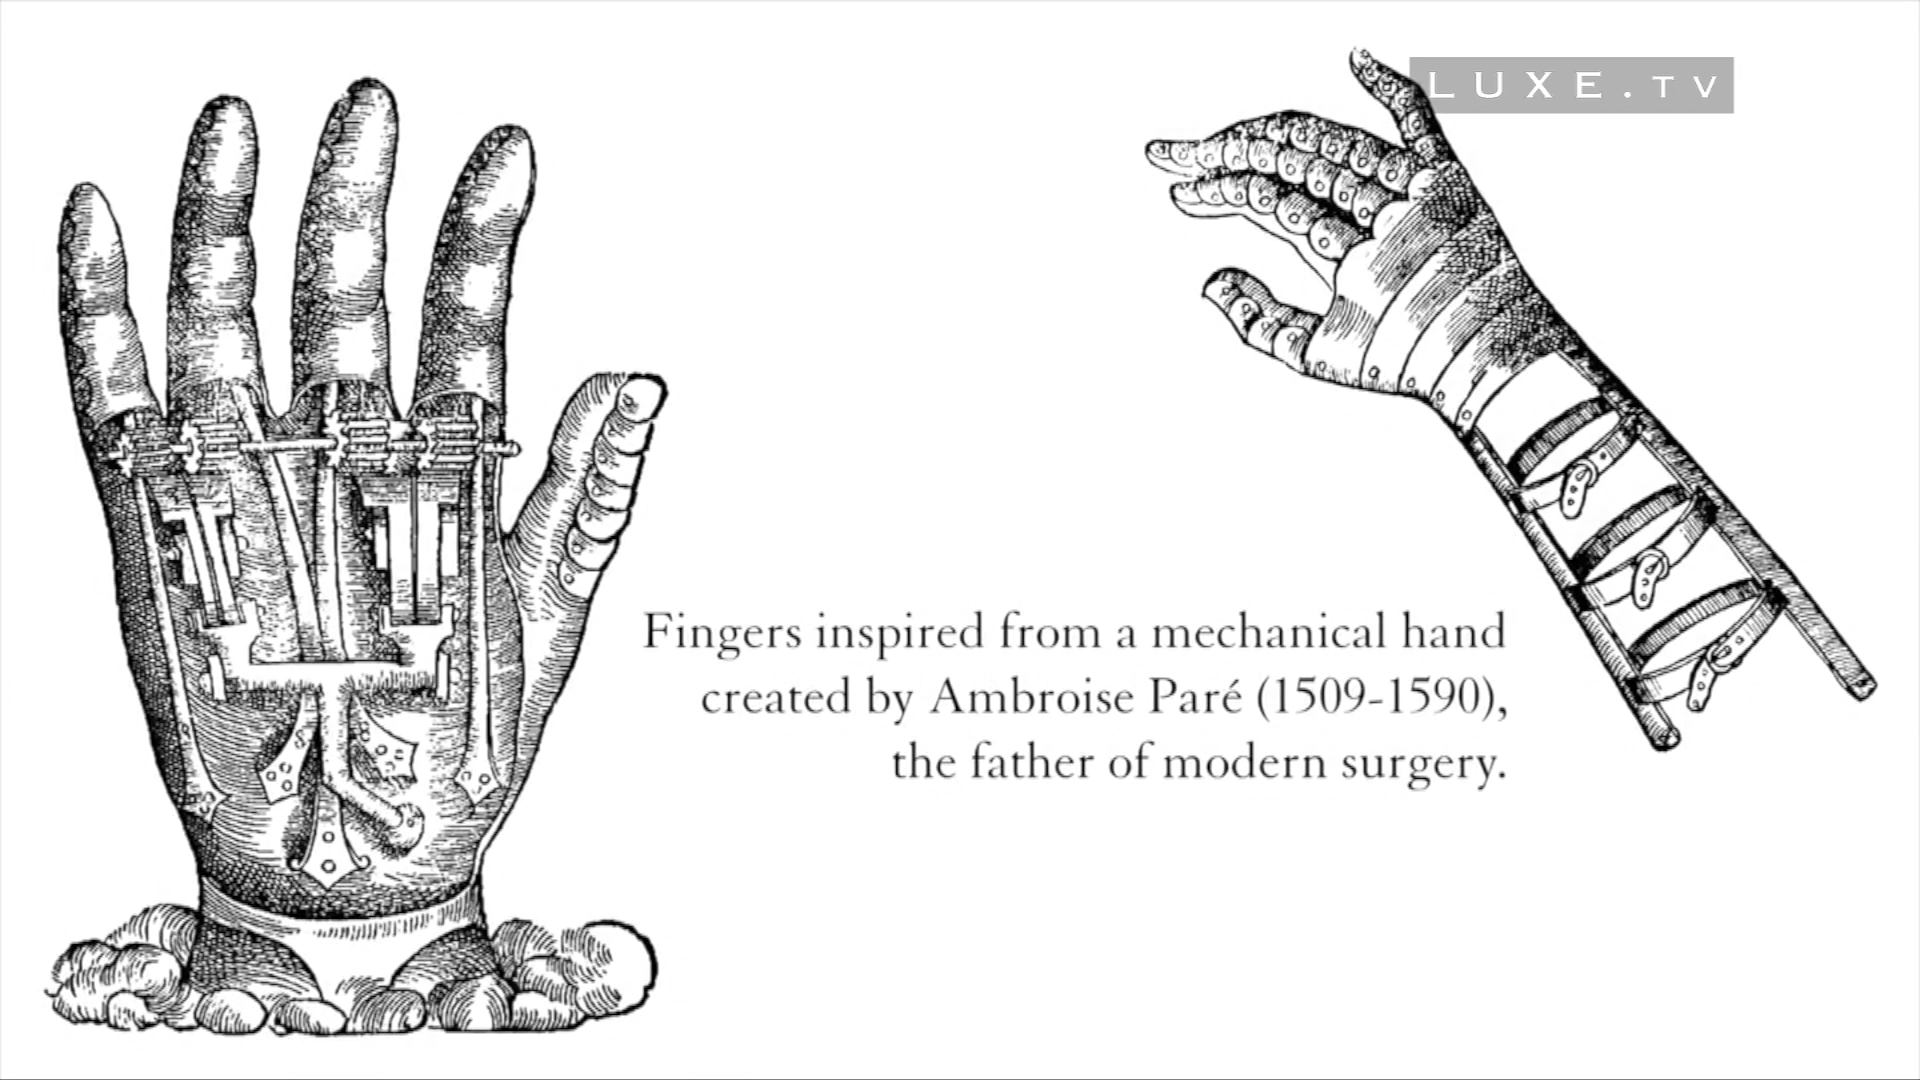 LUXE.TV
Fingers inspired from a mechanical hand
created by Ambroise Paré (1509-1590),
the father of modern surgery.